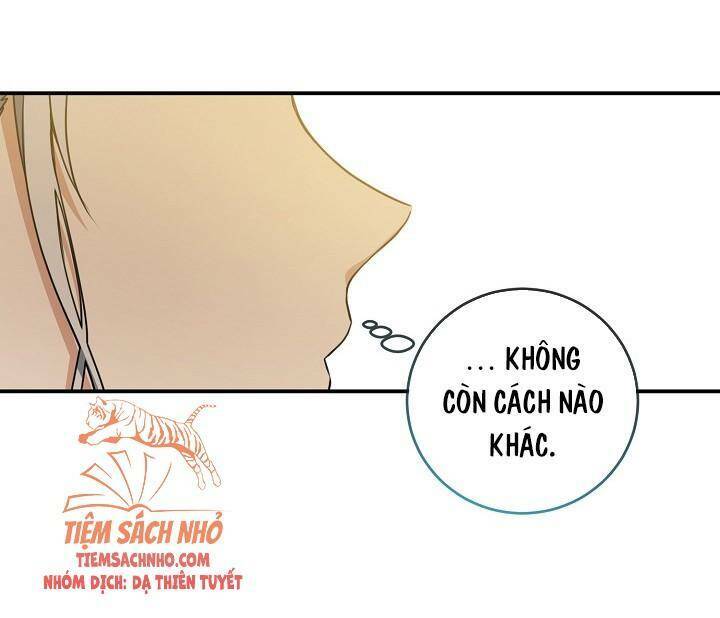 ... KHÔNG
CÒN CÁCH NÀO
KHÁC.
TIỆM SÁCH NHỎ
TIEMSACHNHO.COM
NHÓM DỊCH: DẠ THIÊN TUYẾT